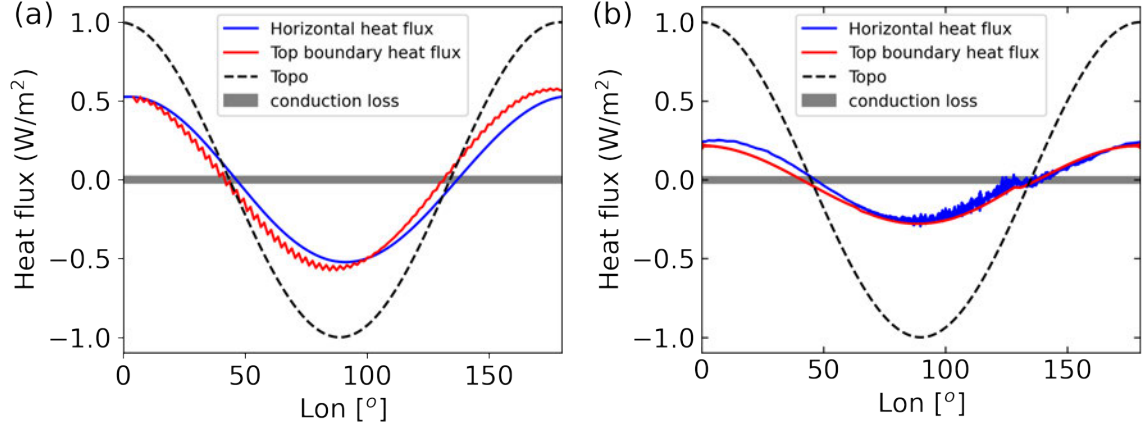 (a)
Heat flux (W/m²)
1.0
0.5
0.0
−0.5
−1.0
Horizontal heat flux
Top boundary heat flux
Topo
conduction loss
0 50 100 150
Lon [°]
(b)
Heat flux (W/m²)
1.0
0.5
0.0
−0.5
−1.0
Horizontal heat flux
Top boundary heat flux
Topo
conduction loss
0 50 100 150
Lon [°]